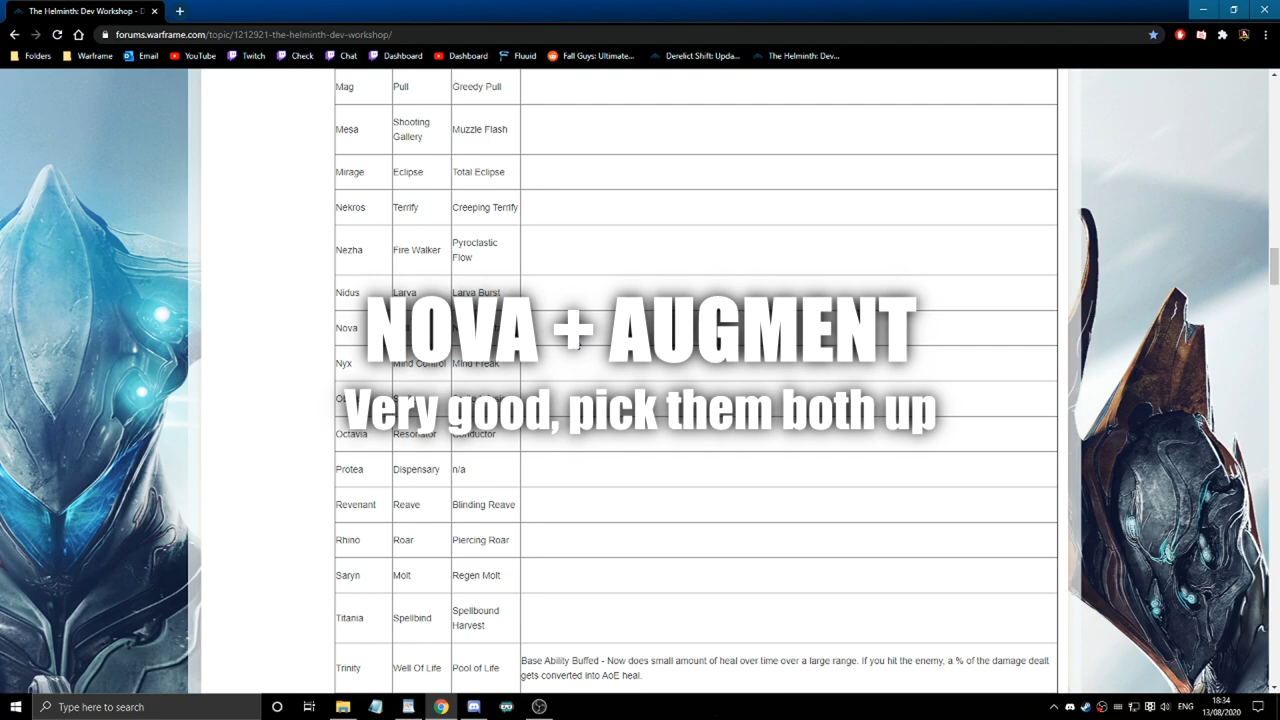 The Helminth: Dev Workshop - D
forums.warframe.com/topic/1212921-the-helminth-dev-workshop/
Folders Warframe Email YouTube Twitch Check Chat Dashboard Dashboard Fluuid Fall Guys: Ultimate... Derelict Shift: Upda... The Helminth: Dev...
Mag Pull Greedy Pull
Mesa Shooting Gallery Muzzle Flash
Mirage Eclipse Total Eclipse
Nekros Terrify Creeping Terrify
Nezha Fire Walker Pyroclastic Flow
Nidus Larva Larva Burst
Nova
NOVA + AUGMENT
Nyx Mind Control Mind Freak
Very good, pick them both up
Octavia Resonator Conductor
Protea Dispensary n/a
Revenant Reave Blinding Reave
Rhino Roar Piercing Roar
Saryn Molt Regen Molt
Titania Spellbind Spellbound Harvest
Trinity Well Of Life Pool of Life Base Ability Buffed - Now does small amount of heal over time over a large range. If you hit the enemy, a % of the damage dealt
gets converted into AoE heal.
Type here to search
18:34
13/08/2020